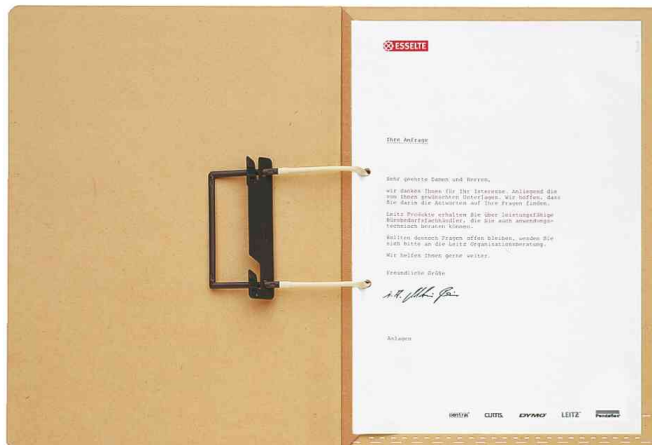 ESSELTE
Ihre Anfrage
Sehr geehrte Damen und Herren,
wir danken Ihnen für Ihr Interesse. Anliegend die
von Ihnen gewünschten Unterlagen. Wir hoffen, dass
Sie darin die Antworten auf Ihre Fragen finden.
Leitz Produkte erhalten Sie über leistungsfähige
Bürobedarfsfachhändler, die Sie auch anwendungs-
technisch beraten können.
Sollten dennoch Fragen offen bleiben, wenden Sie
sich bitte an die Leitz Organisationsberatung.
Wir helfen Ihnen gerne weiter.
Freundliche Grüße
Anlagen
CURTIS. DYMO LEITZ Pendaflex